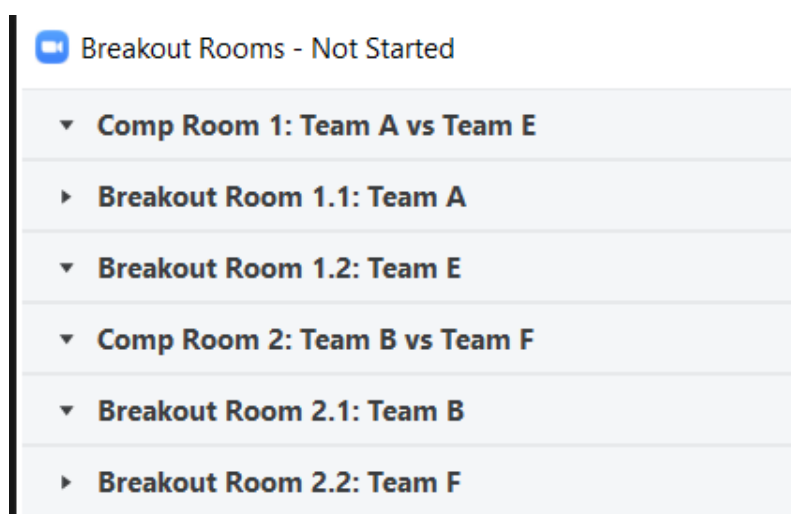 Breakout Rooms - Not Started
Comp Room 1: Team A vs Team E
Breakout Room 1.1: Team A
Breakout Room 1.2: Team E
Comp Room 2: Team B vs Team F
Breakout Room 2.1: Team B
Breakout Room 2.2: Team F